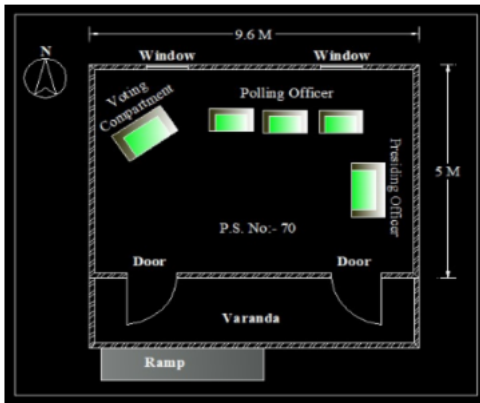 9.6 M
N
Window
Window
Voting
Compartment
Polling Officer
Presiding Officer
5 M
P.S. No:- 70
Door
Door
Varanda
Ramp